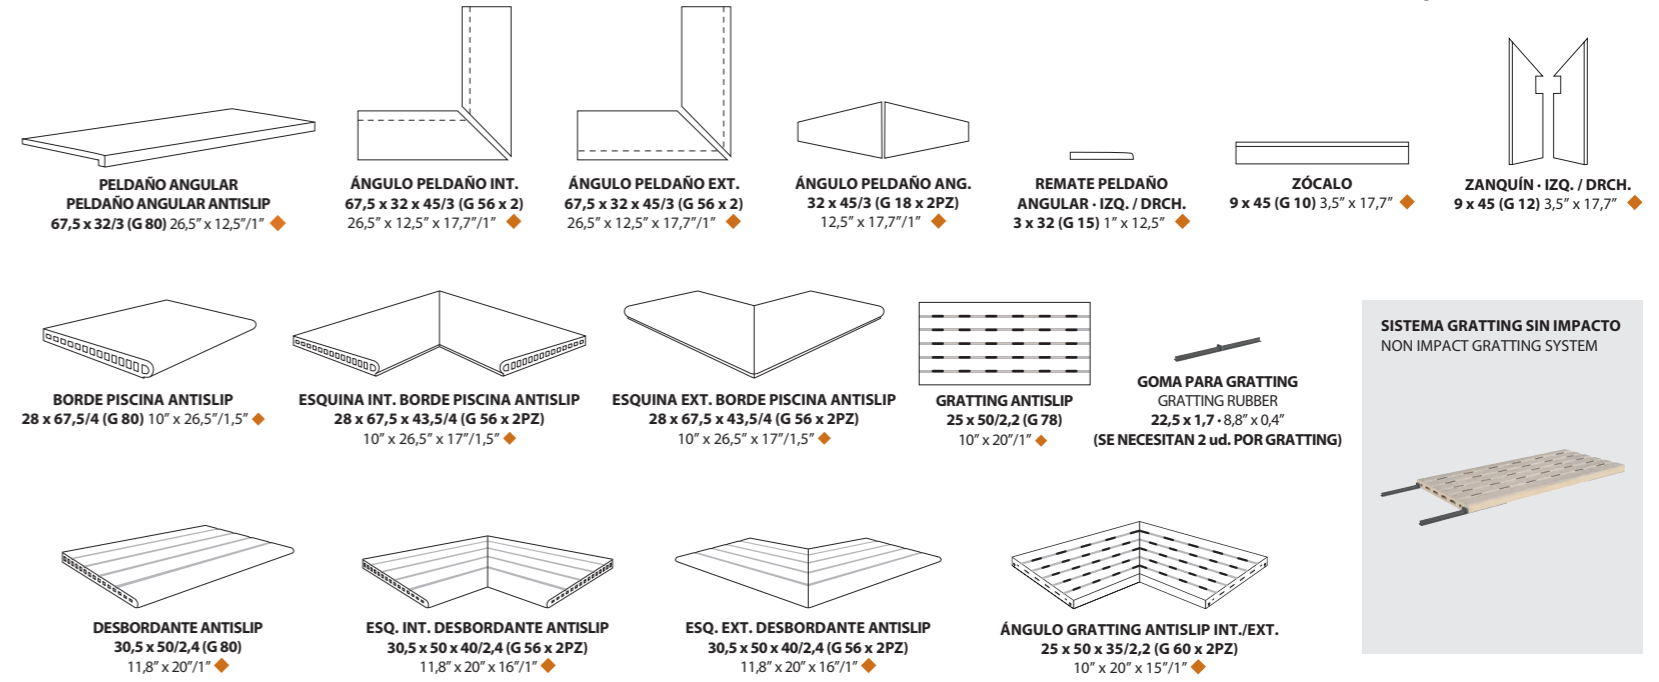 PELDAÑO ANGULAR
PELDAÑO ANGULAR ANTISLIP
67,5 x 32/3 (G 80) 26,5” x 12,5”/1”
ÁNGULO PELDAÑO INT.
67,5 x 32 x 45/3 (G 56 x 2)
26,5” x 12,5” x 17,7”/1”
ÁNGULO PELDAÑO EXT.
67,5 x 32 x 45/3 (G 56 x 2)
26,5” x 12,5” x 17,7”/1”
ÁNGULO PELDAÑO ANG.
32 x 45/3 (G 18 x 2PZ)
12,5” x 17,7”/1”
REMATE PELDAÑO
ANGULAR · IZQ. / DRCH.
3 x 32 (G 15) 1” x 12,5”
ZÓCALO
9 x 45 (G 10) 3,5” x 17,7”
ZANQUÍN · IZQ. / DRCH.
9 x 45 (G 12) 3,5” x 17,7”
BORDE PISCINA ANTISLIP
28 x 67,5/4 (G 80) 10” x 26,5”/1,5”
ESQUINA INT. BORDE PISCINA ANTISLIP
28 x 67,5 x 43,5/4 (G 56 x 2PZ)
10” x 26,5” x 17”/1,5”
ESQUINA EXT. BORDE PISCINA ANTISLIP
28 x 67,5 x 43,5/4 (G 56 x 2PZ)
10” x 26,5” x 17”/1,5”
GRATTING ANTISLIP
25 x 50/2,2 (G 78)
10” x 20”/1”
GOMA PARA GRATTING
GRATTING RUBBER
22,5 x 1,7 · 8,8” x 0,4”
(SE NECESITAN 2 ud. POR GRATTING)
SISTEMA GRATTING SIN IMPACTO
NON IMPACT GRATTING SYSTEM
DESBORDANTE ANTISLIP
30,5 x 50/2,4 (G 80)
11,8” x 20”/1”
ESQ. INT. DESBORDANTE ANTISLIP
30,5 x 50 x 40/2,4 (G 56 x 2PZ)
11,8” x 20” x 16”/1”
ESQ. EXT. DESBORDANTE ANTISLIP
30,5 x 50 x 40/2,4 (G 56 x 2PZ)
11,8” x 20” x 16”/1”
ÁNGULO GRATTING ANTISLIP INT./EXT.
25 x 50 x 35/2,2 (G 60 x 2PZ)
10” x 20” x 15”/1”